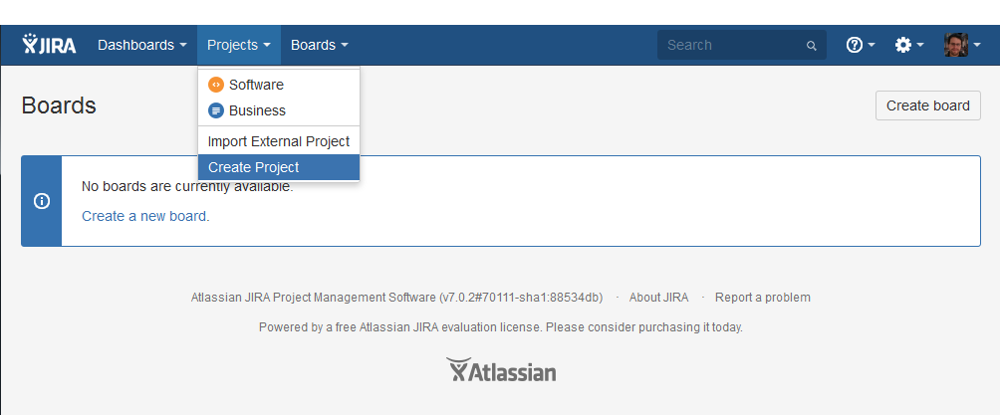 JIRA Dashboards Projects Boards Search
Software
Boards Business Create board
Import External Project
Create Project
No boards are currently available.
Create a new board.
Atlassian JIRA Project Management Software (v7.0.2#70111-sha1:88534db) · About JIRA · Report a problem
Powered by a free Atlassian JIRA evaluation license. Please consider purchasing it today.
Atlassian